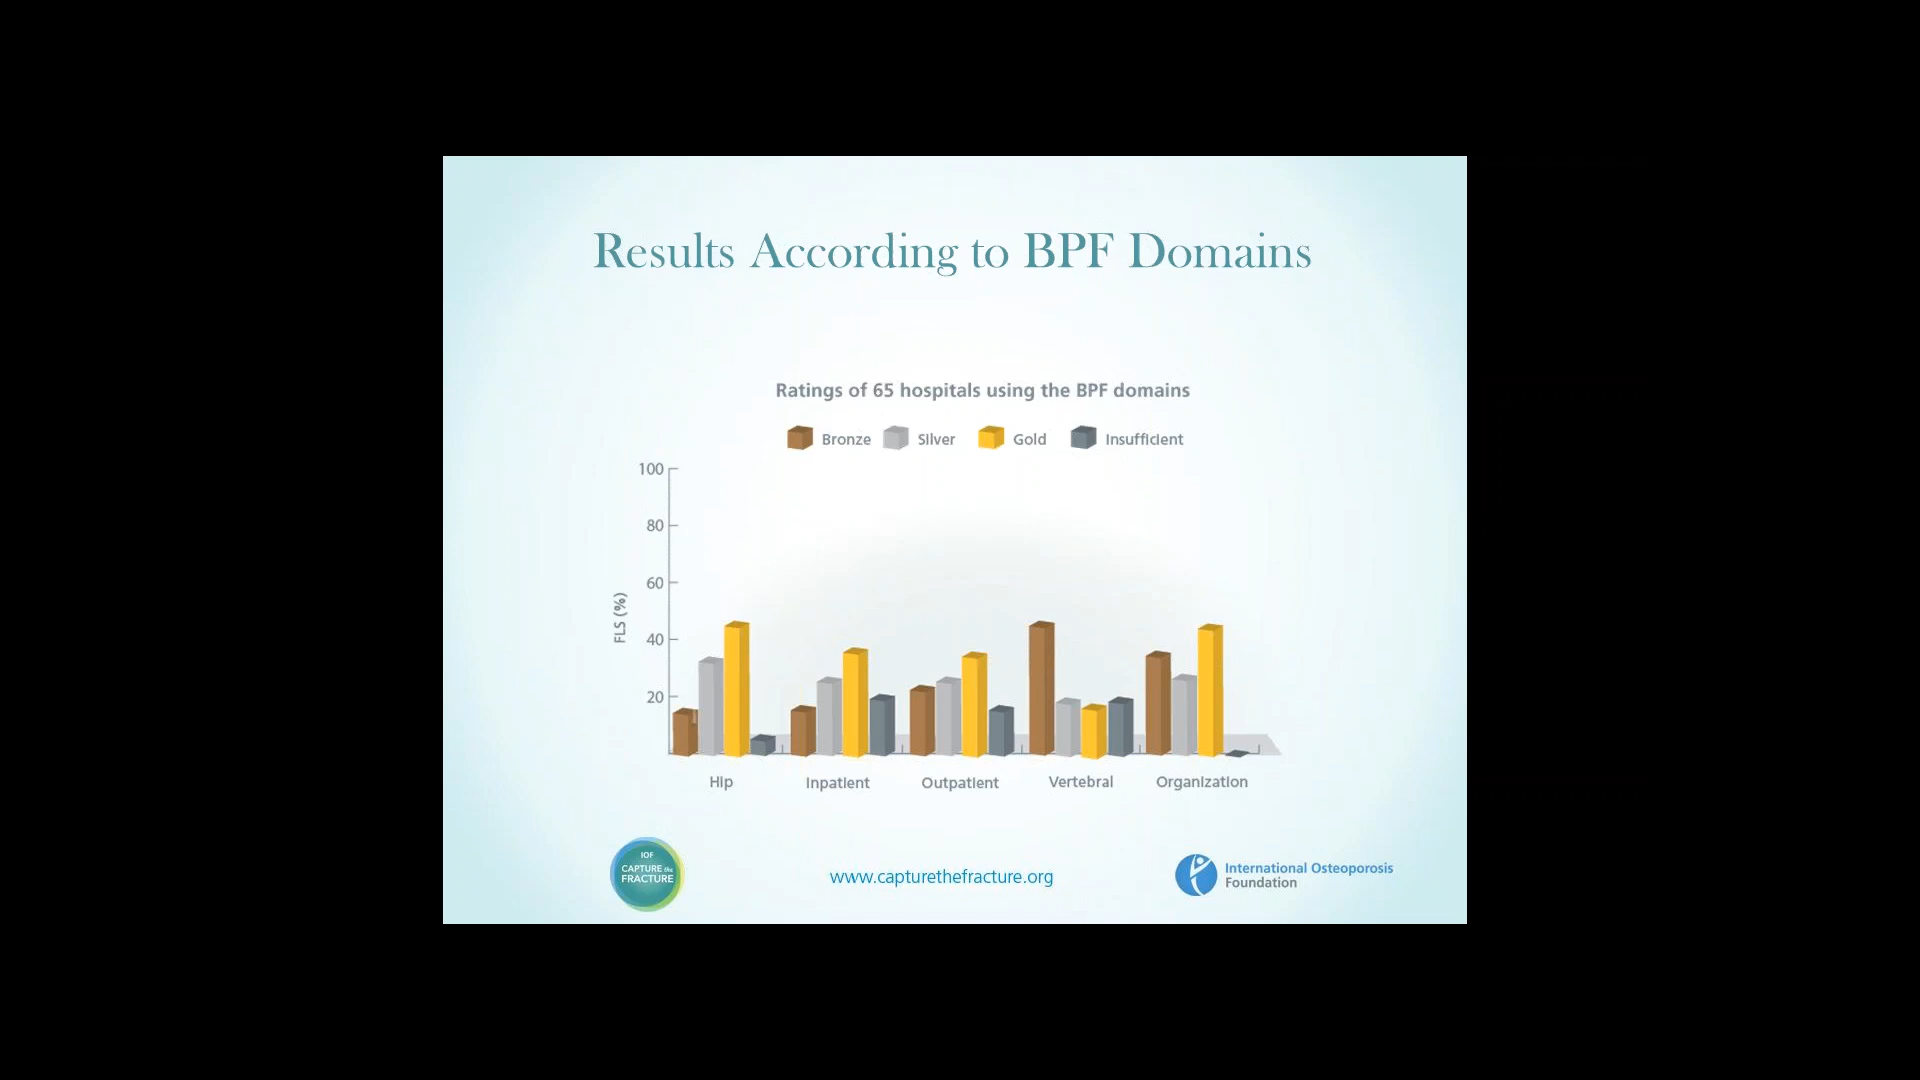 Results According to BPF Domains
Ratings of 65 hospitals using the BPF domains
Bronze Silver Gold Insufficient
100
80
60
40
20
FLS (%)
Hip Inpatient Outpatient Vertebral Organization
IOF
CAPTURE the
FRACTURE
www.capturethefracture.org
International Osteoporosis
Foundation